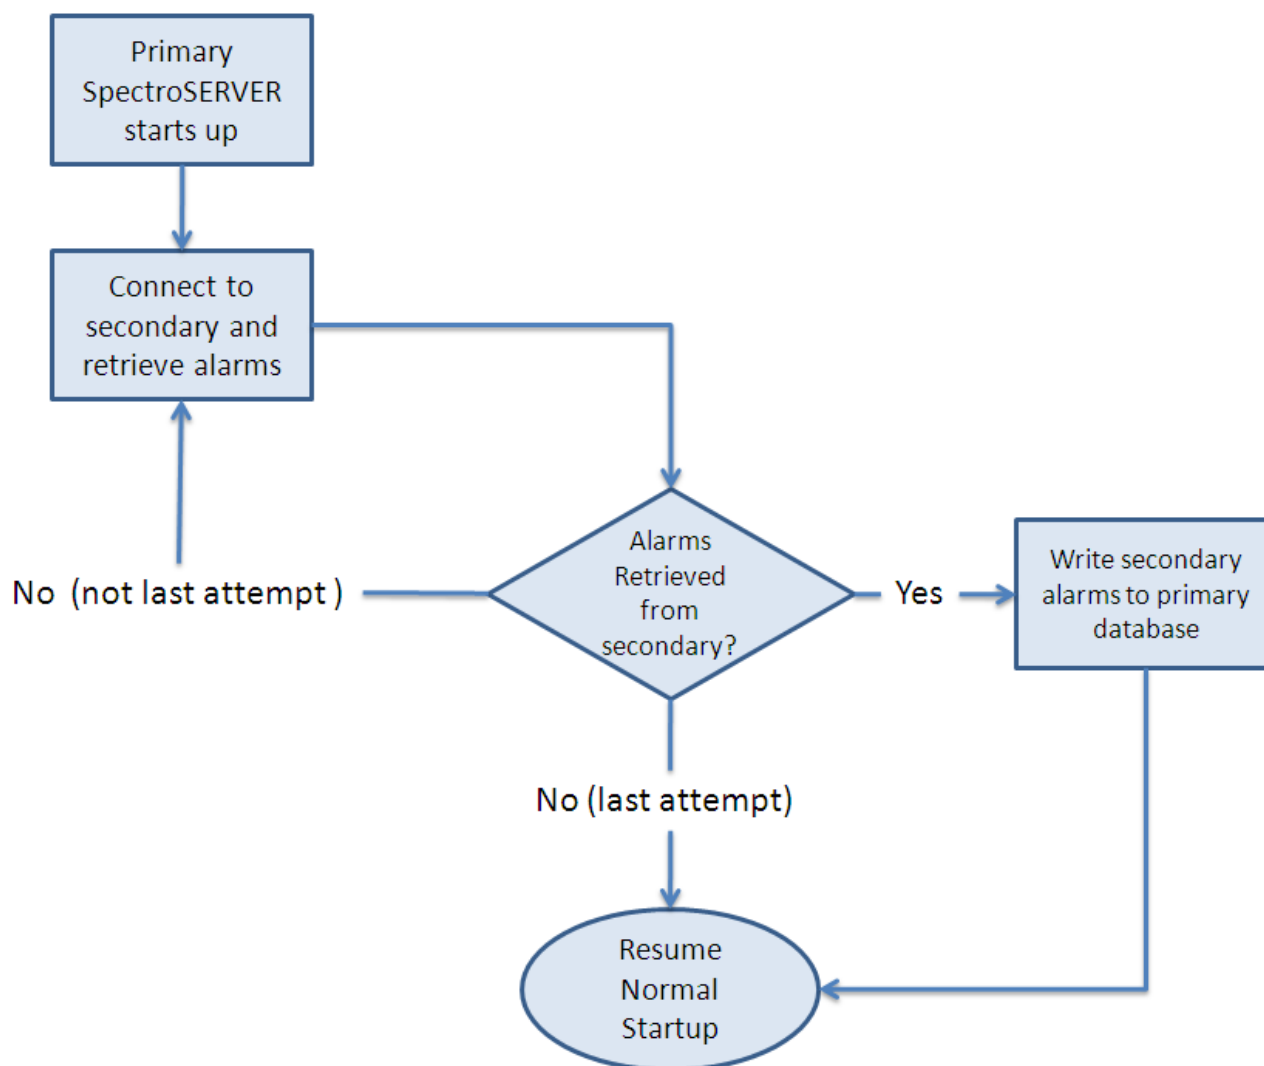 Primary
SpectroSERVER
starts up
Connect to
secondary and
retrieve alarms
Alarms
Retrieved
from
secondary?
No (not last attempt )
Yes
Write secondary
alarms to primary
database
No (last attempt)
Resume
Normal
Startup